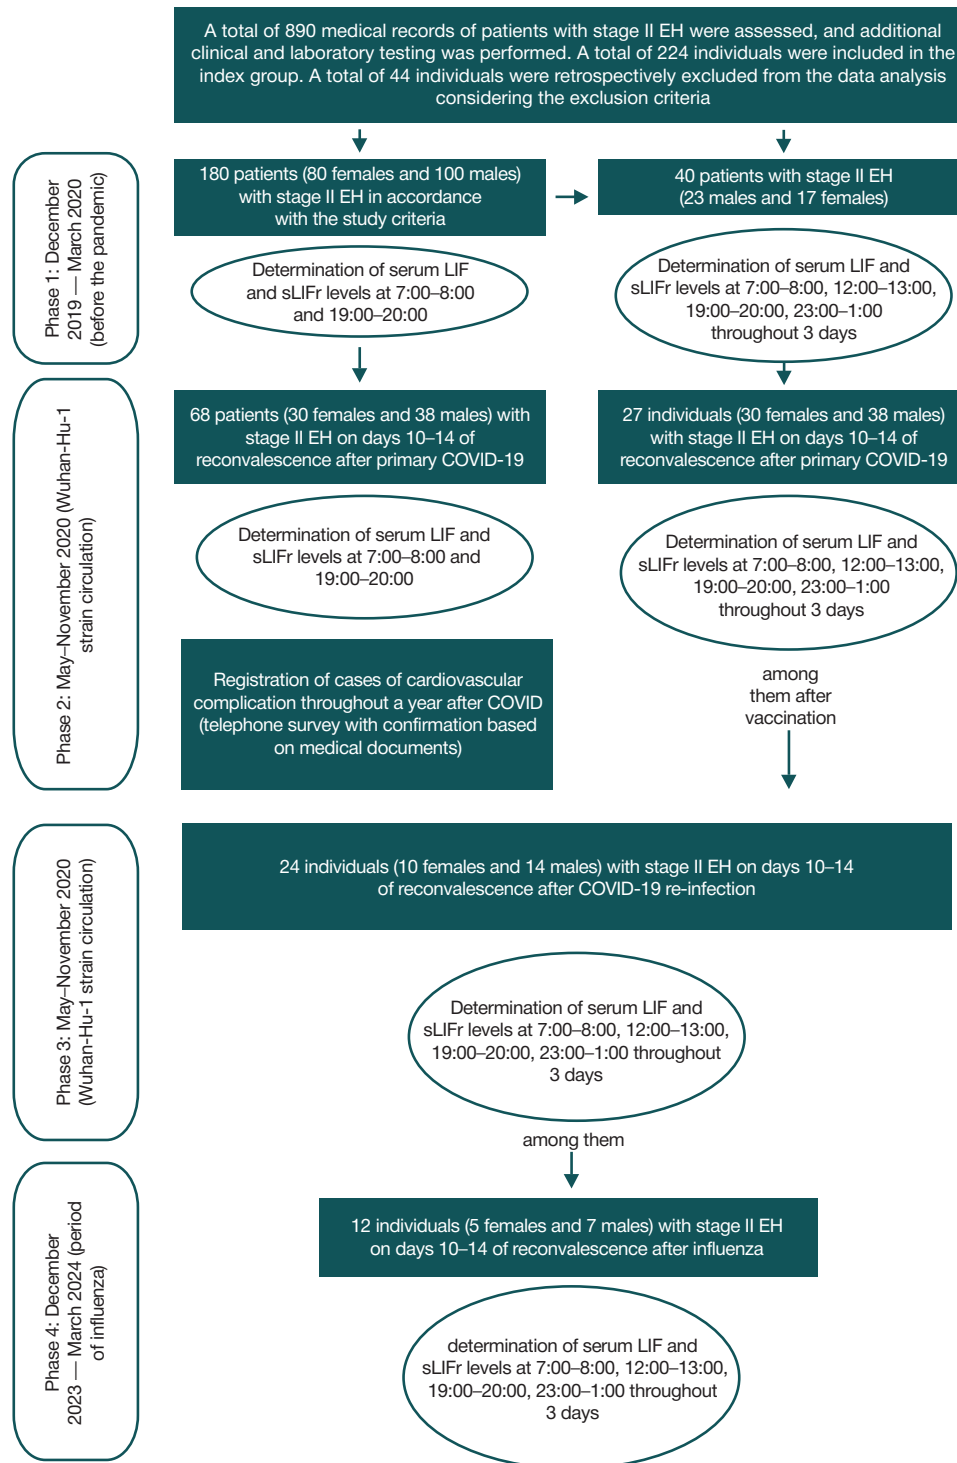 A total of 890 medical records of patients with stage II EH were assessed, and additional
clinical and laboratory testing was performed. A total of 224 individuals were included in the
index group. A total of 44 individuals were retrospectively excluded from the data analysis
considering the exclusion criteria
Phase 1: December
2019 — March 2020
(before the pandemic)
180 patients (80 females and 100 males)
with stage II EH in accordance
with the study criteria
40 patients with stage II EH
(23 males and 17 females)
Determination of serum LIF
and sLIFr levels at 7:00–8:00
and 19:00–20:00
Determination of serum LIF and
sLIFr levels at 7:00–8:00, 12:00–13:00,
19:00–20:00, 23:00–1:00
throughout 3 days
Phase 2: May–November 2020 (Wuhan-Hu-1
strain circulation)
68 patients (30 females and 38 males) with
stage II EH on days 10–14 of
reconvalescence after primary COVID-19
27 individuals (30 females and 38 males)
with stage II EH on days 10–14 of
reconvalescence after primary COVID-19
Determination of serum LIF and
sLIFr levels at 7:00–8:00 and
19:00–20:00
Determination of serum LIF and
sLIFr levels at 7:00–8:00, 12:00–13:00,
19:00–20:00, 23:00–1:00
throughout 3 days
Registration of cases of cardiovascular
complication throughout a year after COVID
(telephone survey with confirmation based
on medical documents)
among
them after
vaccination
Phase 3: May–November 2020
(Wuhan-Hu-1 strain circulation)
24 individuals (10 females and 14 males) with stage II EH on days 10–14
of reconvalescence after COVID-19 re-infection
Determination of serum LIF and
sLIFr levels at 7:00–8:00, 12:00–13:00,
19:00–20:00, 23:00–1:00 throughout
3 days
among them
Phase 4: December
2023 — March 2024 (period
of influenza)
12 individuals (5 females and 7 males) with stage II EH
on days 10–14 of reconvalescence after influenza
determination of serum LIF and
sLIFr levels at 7:00–8:00, 12:00–13:00,
19:00–20:00, 23:00–1:00 throughout
3 days